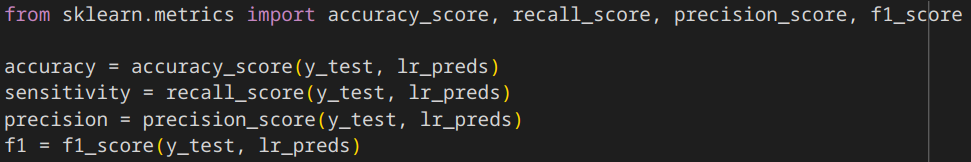 from sklearn.metrics import accuracy_score, recall_score, precision_score, f1_score
accuracy = accuracy_score(y_test, lr_preds)
sensitivity = recall_score(y_test, lr_preds)
precision = precision_score(y_test, lr_preds)
f1 = f1_score(y_test, lr_preds)